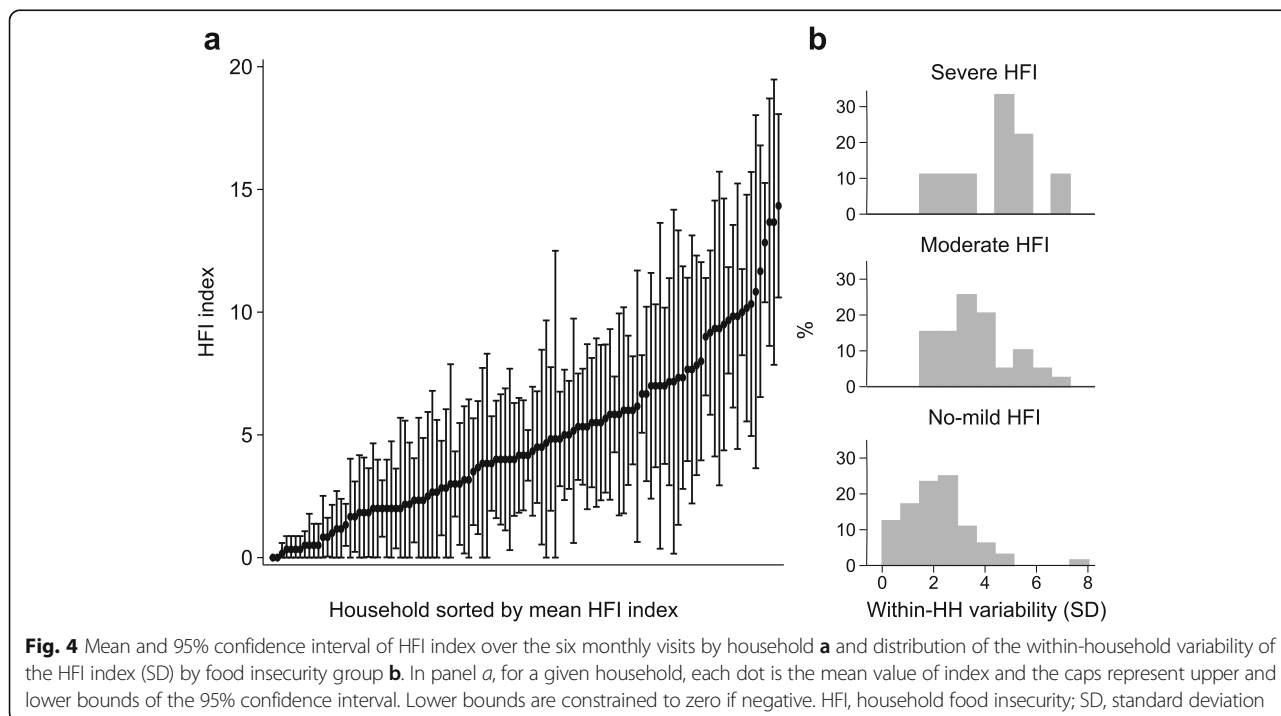 a
20
15
10
5
0
HFI index
Household sorted by mean HFI index
b
Severe HFI
30
20
10
0
Moderate HFI
30
20
10
0
%
No-mild HFI
30
20
10
0
0 2 4 6 8
Within-HH variability (SD)
Fig. 4 Mean and 95% confidence interval of HFI index over the six monthly visits by household a and distribution of the within-household variability of
the HFI index (SD) by food insecurity group b. In panel a, for a given household, each dot is the mean value of index and the caps represent upper and
lower bounds of the 95% confidence interval. Lower bounds are constrained to zero if negative. HFI, household food insecurity; SD, standard deviation